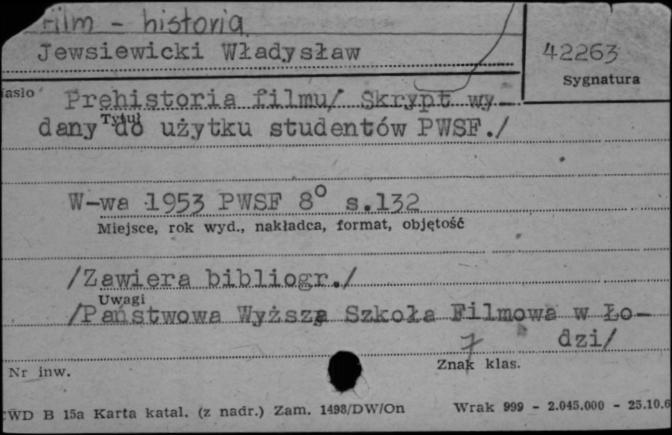 film - historia
Jewsiewicki Władysław
42263
Sygnatura
Hasło
Prehistoria filmu/ Skrypt wy-
Tytuł
dany do użytku studentów PWSF./
W-wa 1953 PWSF 8° s.132
Miejsce, rok wyd., nakładca, format, objętość
/Zawiera bibliogr./
Uwagi
/Państwowa Wyższa Szkoła Filmowa w Ło-
dzi/
7
Nr inw.
Znak klas.
CWD B 15a Karta katal. (z nadr.) Zam. 1498/DW/On
Wrak 999 - 2.045.000 - 25.10.6